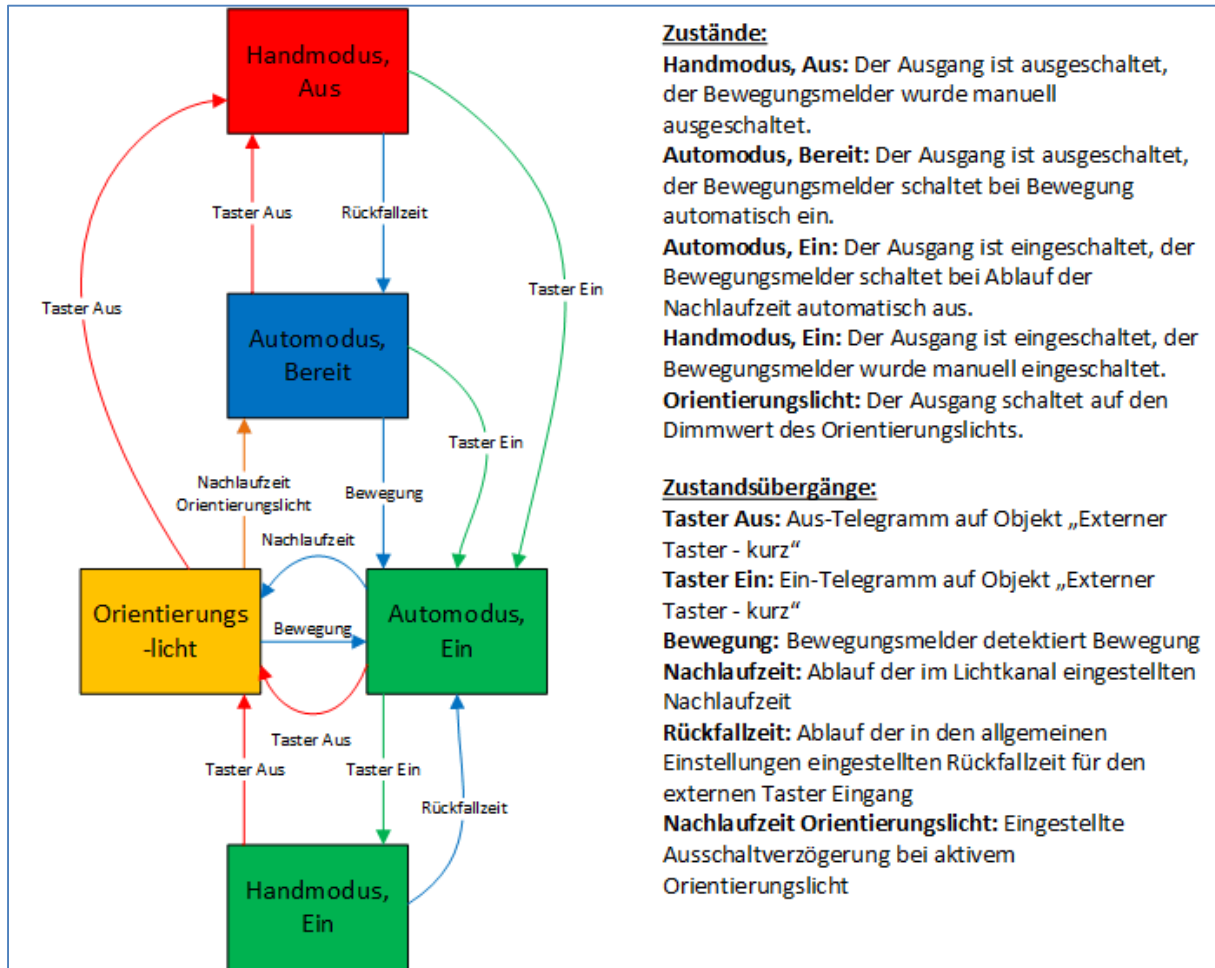 Handmodus,
Aus
Taster Aus
Rückfallzeit
Taster Ein
Taster Aus
Automodus,
Bereit
Taster Ein
Nachlaufzeit
Orientierungslicht
Bewegung
Nachlaufzeit
Orientierungs
-licht
Bewegung
Automodus,
Ein
Taster Aus
Taster Aus
Taster Ein
Rückfallzeit
Handmodus,
Ein
Zustände:
Handmodus, Aus: Der Ausgang ist ausgeschaltet,
der Bewegungsmelder wurde manuell
ausgeschaltet.
Automodus, Bereit: Der Ausgang ist ausgeschaltet,
der Bewegungsmelder schaltet bei Bewegung
automatisch ein.
Automodus, Ein: Der Ausgang ist eingeschaltet, der
Bewegungsmelder schaltet bei Ablauf der
Nachlaufzeit automatisch aus.
Handmodus, Ein: Der Ausgang ist eingeschaltet, der
Bewegungsmelder wurde manuell eingeschaltet.
Orientierungslicht: Der Ausgang schaltet auf den
Dimmwert des Orientierungslichts.
Zustandsübergänge:
Taster Aus: Aus-Telegramm auf Objekt „Externer
Taster - kurz“
Taster Ein: Ein-Telegramm auf Objekt „Externer
Taster - kurz“
Bewegung: Bewegungsmelder detektiert Bewegung
Nachlaufzeit: Ablauf der im Lichtkanal eingestellten
Nachlaufzeit
Rückfallzeit: Ablauf der in den allgemeinen
Einstellungen eingestellten Rückfallzeit für den
externen Taster Eingang
Nachlaufzeit Orientierungslicht: Eingestellte
Ausschaltverzögerung bei aktivem
Orientierungslicht